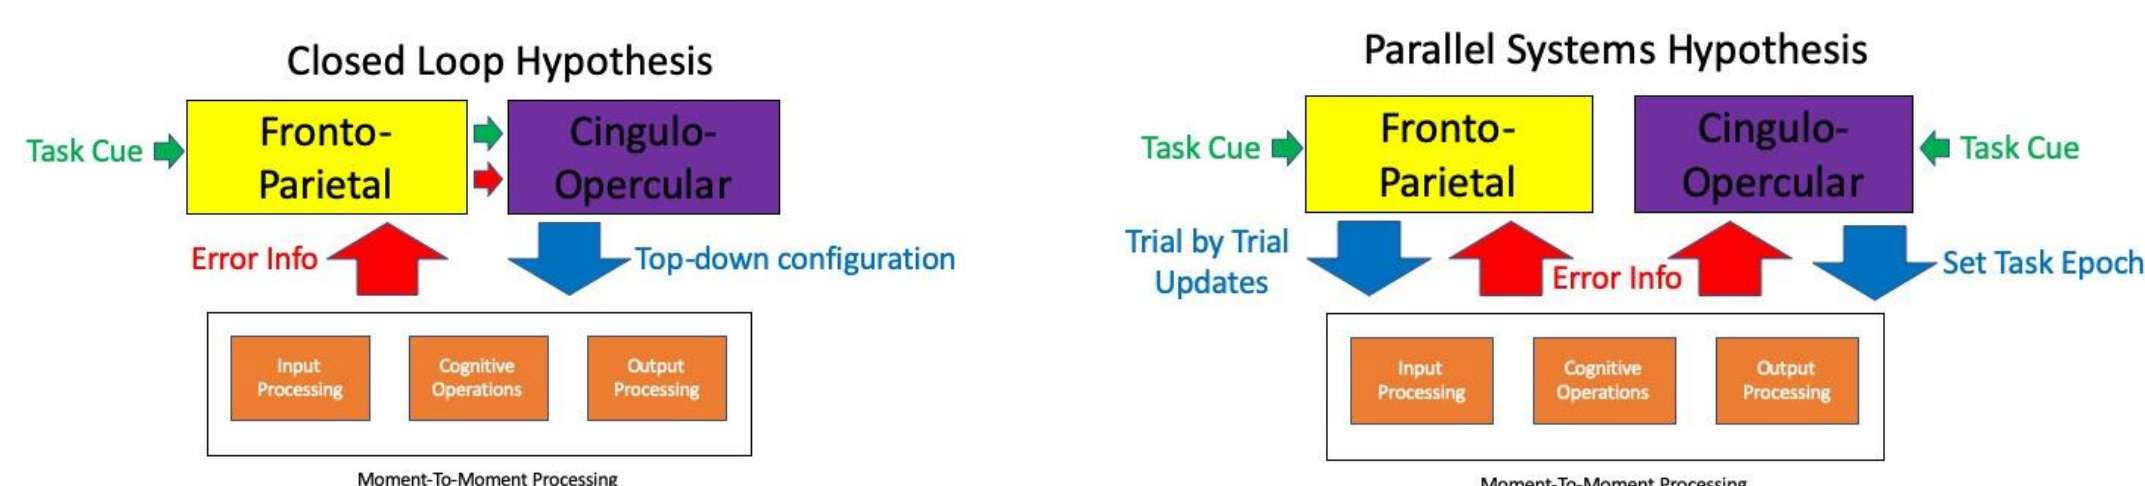 Closed Loop Hypothesis
Task Cue
Fronto-
Parietal
Cingulo-
Opercular
Error Info
Top-down configuration
Input
Processing
Cognitive
Operations
Output
Processing
Moment-To-Moment Processing
Parallel Systems Hypothesis
Task Cue
Fronto-
Parietal
Cingulo-
Opercular
Task Cue
Trial by Trial
Updates
Error Info
Set Task Epoch
Input
Processing
Cognitive
Operations
Output
Processing
Moment-To-Moment Processing